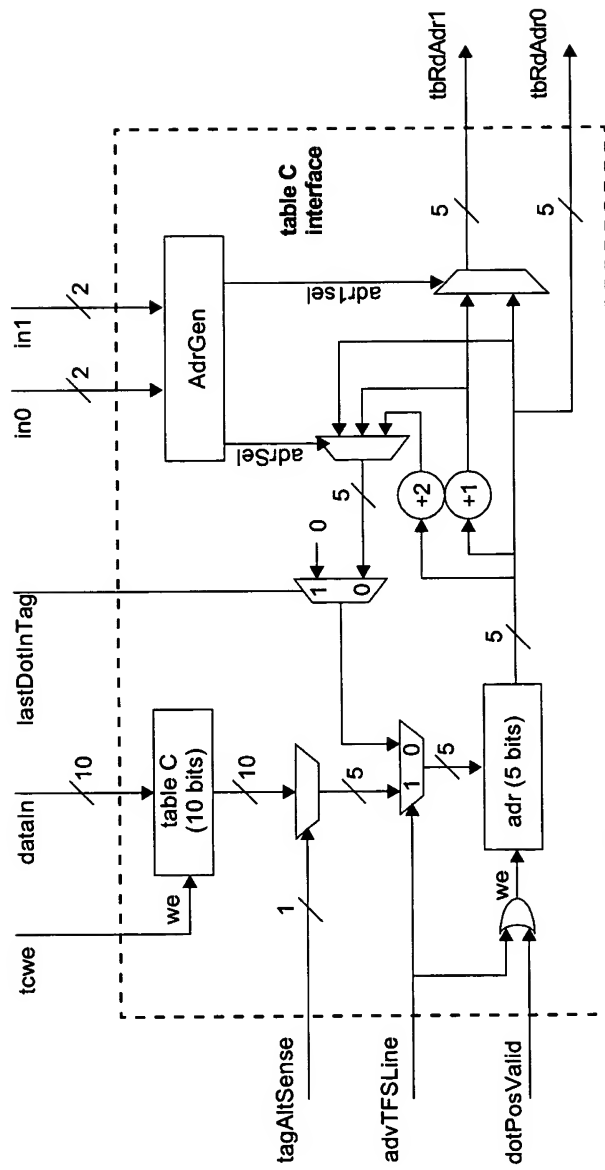 tcwe
dataIn
lastDotInTag
in0
in1
10
2
2
we
table C
(10 bits)
AdrGen
table C
interface
10
0
adrSel
adr1sel
1
0
5
tagAltSense
1
5
+2
+1
5
tbRdAdr1
advTFSLine
1
0
5
5
tbRdAdr0
we
adr (5 bits)
5
dotPosValid